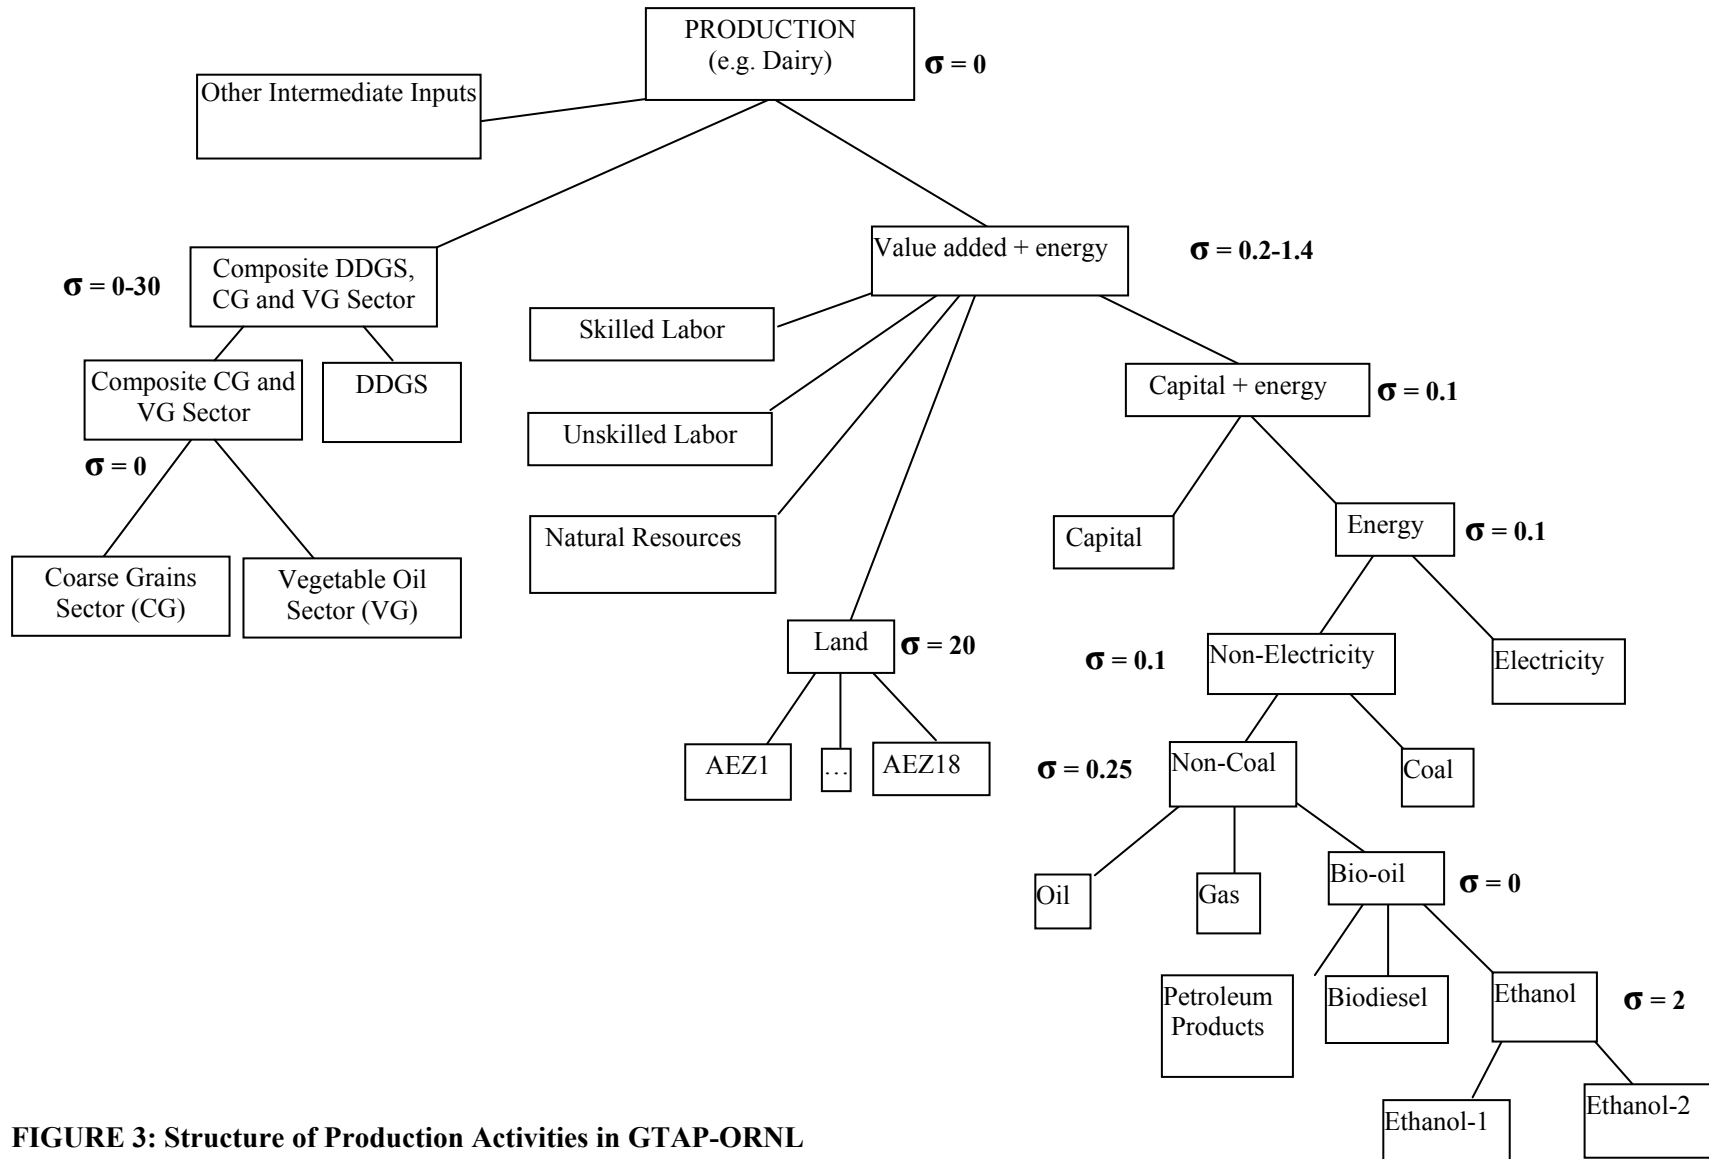 PRODUCTION
(e.g. Dairy)
σ = 0
Other Intermediate Inputs
Value added + energy
σ = 0.2-1.4
σ = 0-30
Composite DDGS,
CG and VG Sector
Skilled Labor
Composite CG and
VG Sector
DDGS
Capital + energy
σ = 0.1
Unskilled Labor
σ = 0
Natural Resources
Capital
Energy
σ = 0.1
Coarse Grains
Sector (CG)
Vegetable Oil
Sector (VG)
Land
σ = 20
σ = 0.1
Non-Electricity
Electricity
AEZ1
...
AEZ18
σ = 0.25
Non-Coal
Coal
Oil
Gas
Bio-oil
σ = 0
Petroleum
Products
Biodiesel
Ethanol
σ = 2
Ethanol-1
Ethanol-2
FIGURE 3: Structure of Production Activities in GTAP-ORNL